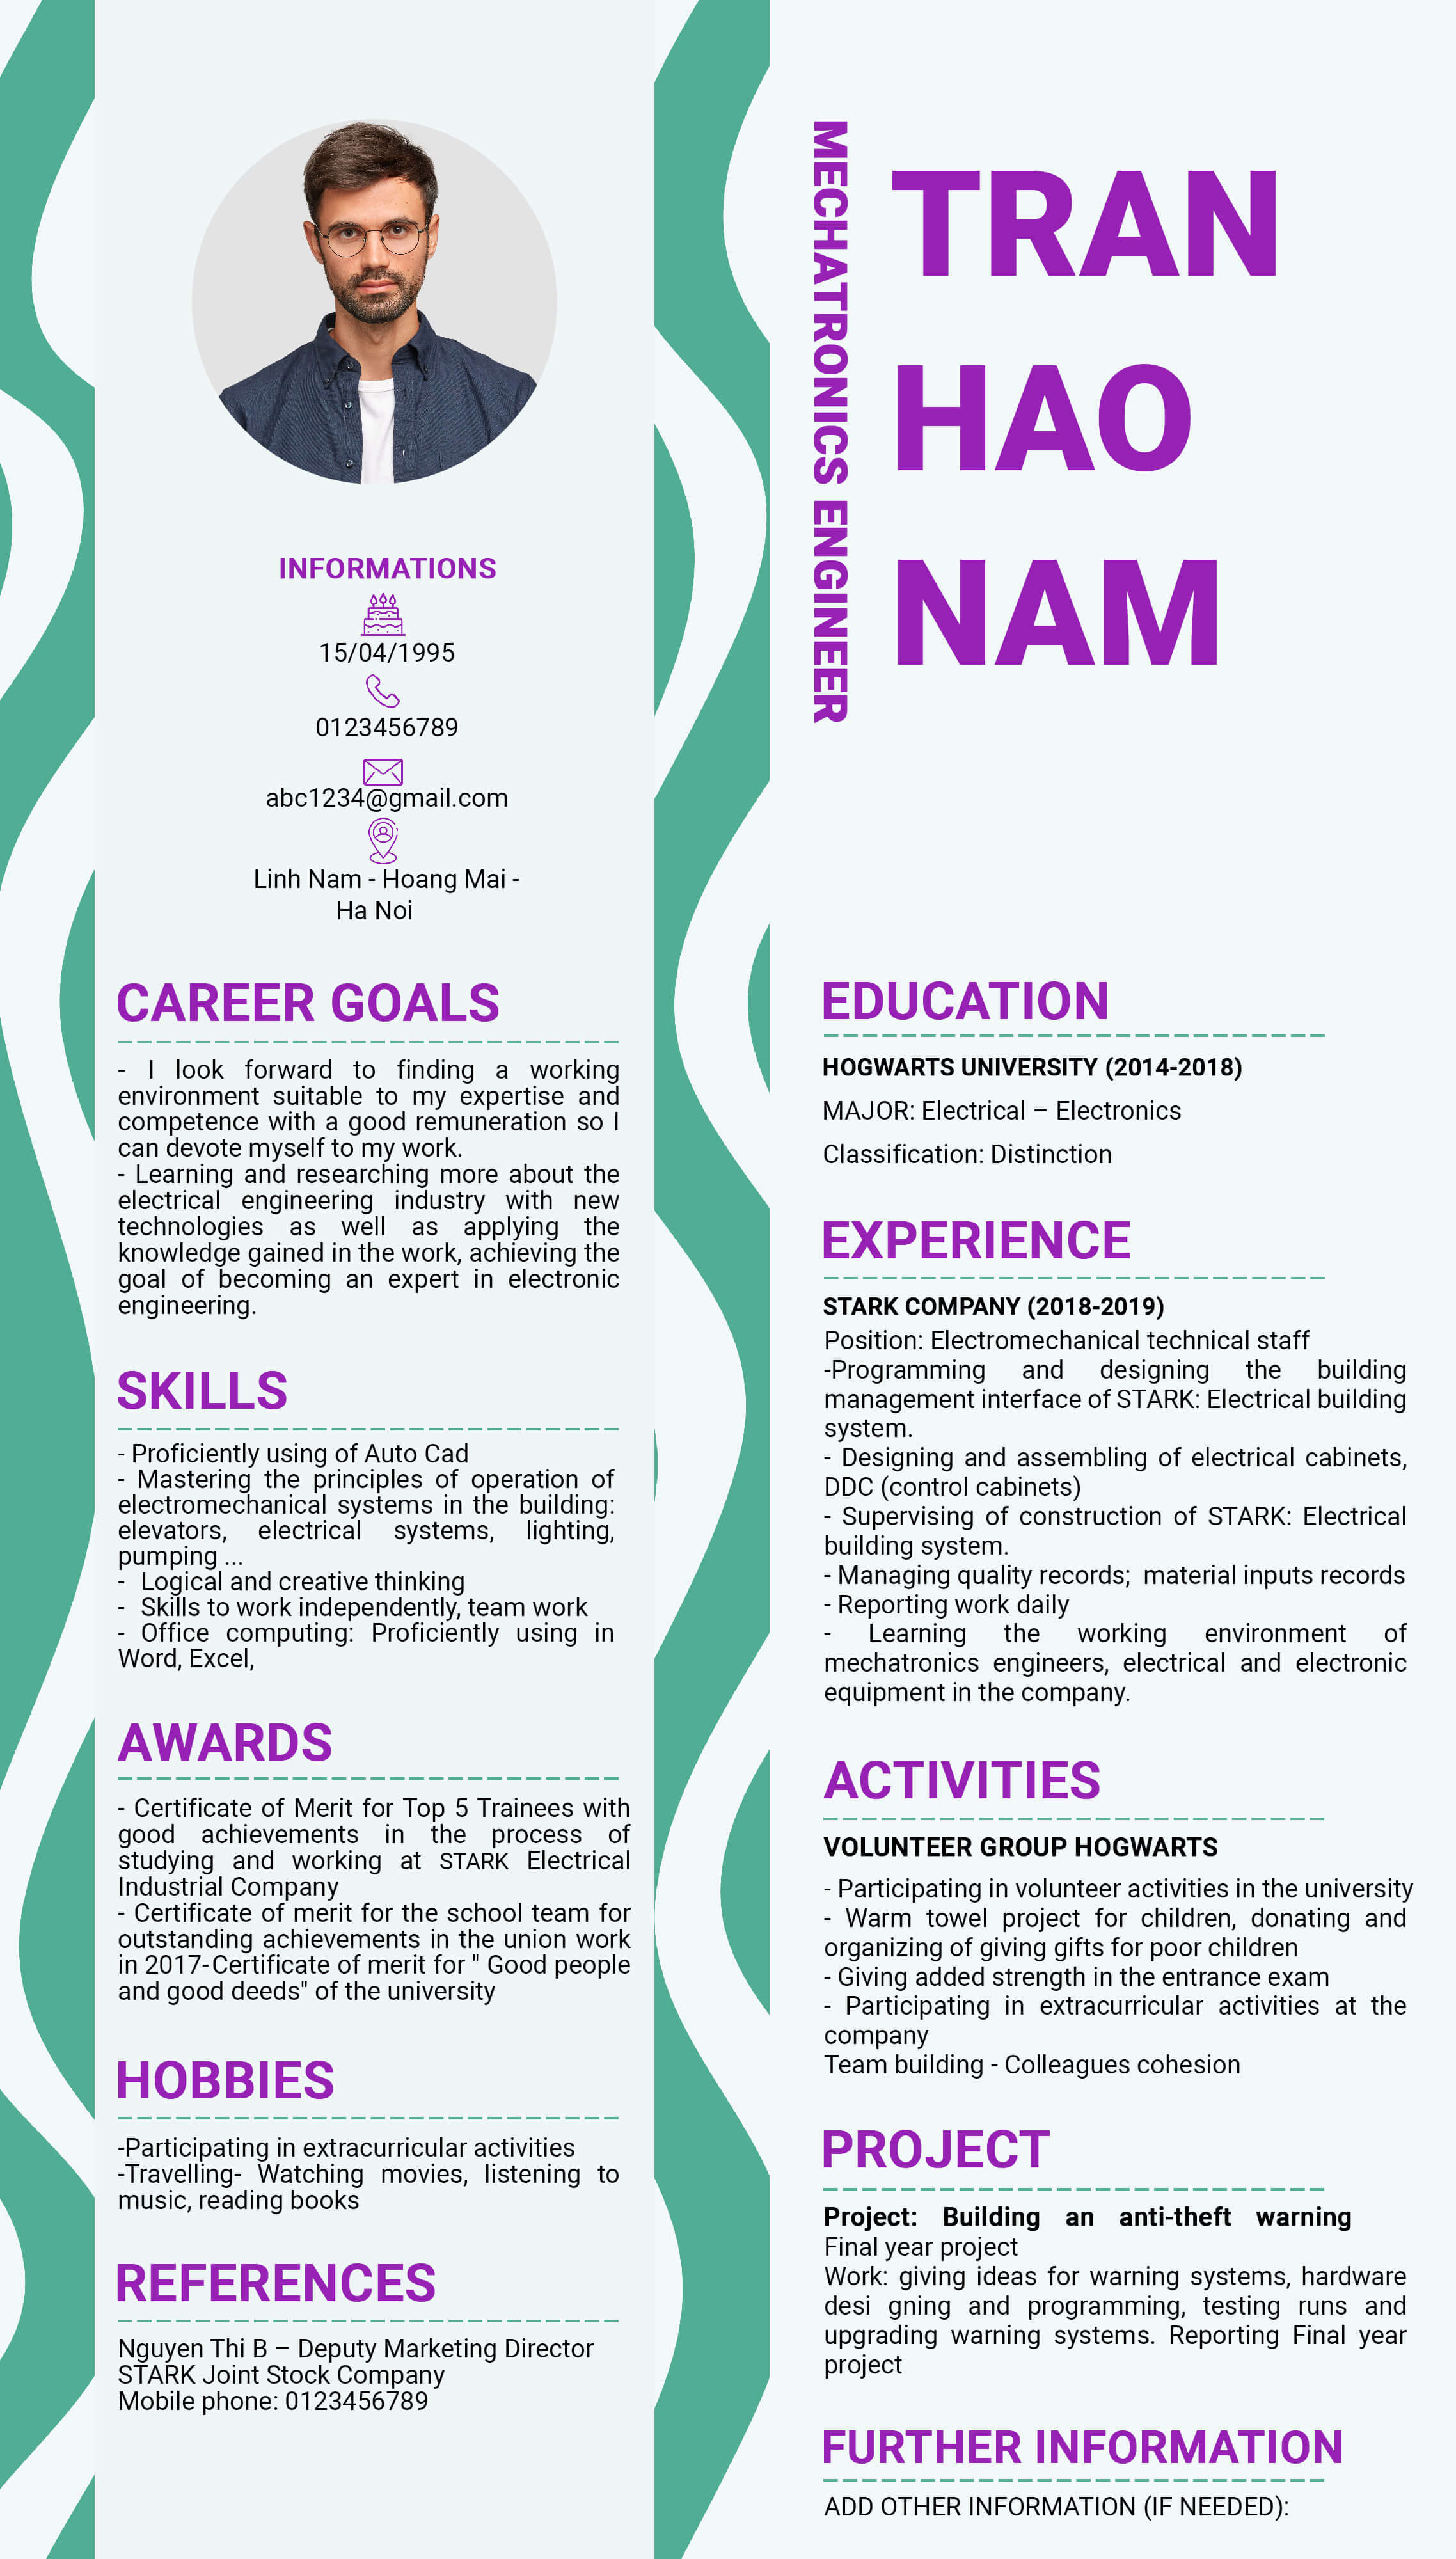 MECHATRONICS ENGINEER
TRAN
HAO
NAM
INFORMATIONS
15/04/1995
0123456789
abc1234@gmail.com
Linh Nam - Hoang Mai -
Ha Noi
CAREER GOALS
- I look forward to finding a working
environment suitable to my expertise and
competence with a good remuneration so I
can devote myself to my work.
- Learning and researching more about the
electrical engineering industry with new
technologies as well as applying the
knowledge gained in the work, achieving the
goal of becoming an expert in electronic
engineering.
SKILLS
- Proficiently using of Auto Cad
- Mastering the principles of operation of
electromechanical systems in the building:
elevators, electrical systems, lighting,
pumping ...
- Logical and creative thinking
- Skills to work independently, team work
- Office computing: Proficiently using in
Word, Excel,
AWARDS
- Certificate of Merit for Top 5 Trainees with
good achievements in the process of
studying and working at STARK Electrical
Industrial Company
- Certificate of merit for the school team for
outstanding achievements in the union work
in 2017-Certificate of merit for " Good people
and good deeds" of the university
HOBBIES
-Participating in extracurricular activities
-Travelling- Watching movies, listening to
music, reading books
REFERENCES
Nguyen Thi B – Deputy Marketing Director
STARK Joint Stock Company
Mobile phone: 0123456789
EDUCATION
HOGWARTS UNIVERSITY (2014-2018)
MAJOR: Electrical – Electronics
Classification: Distinction
EXPERIENCE
STARK COMPANY (2018-2019)
Position: Electromechanical technical staff
-Programming and designing the building
management interface of STARK: Electrical building
system.
- Designing and assembling of electrical cabinets,
DDC (control cabinets)
- Supervising of construction of STARK: Electrical
building system.
- Managing quality records; material inputs records
- Reporting work daily
- Learning the working environment of
mechatronics engineers, electrical and electronic
equipment in the company.
ACTIVITIES
VOLUNTEER GROUP HOGWARTS
- Participating in volunteer activities in the university
- Warm towel project for children, donating and
organizing of giving gifts for poor children
- Giving added strength in the entrance exam
- Participating in extracurricular activities at the
company
Team building - Colleagues cohesion
PROJECT
Project: Building an anti-theft warning
Final year project
Work: giving ideas for warning systems, hardware
desi gning and programming, testing runs and
upgrading warning systems. Reporting Final year
project
FURTHER INFORMATION
ADD OTHER INFORMATION (IF NEEDED):